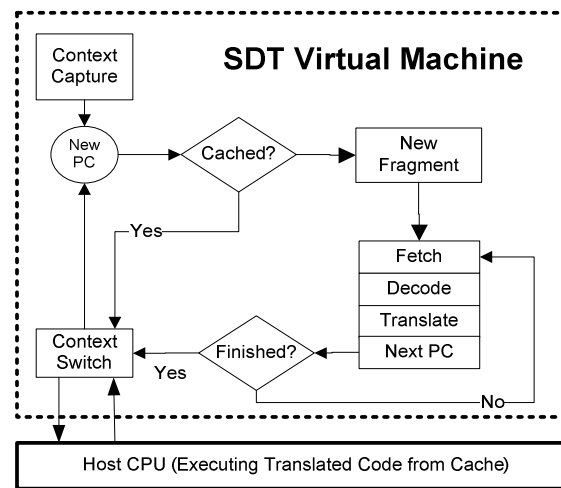 SDT Virtual Machine
Context
Capture
New
PC
Cached?
New
Fragment
Yes
Fetch
Decode
Translate
Next PC
Finished?
Yes
Context
Switch
No
Host CPU (Executing Translated Code from Cache)